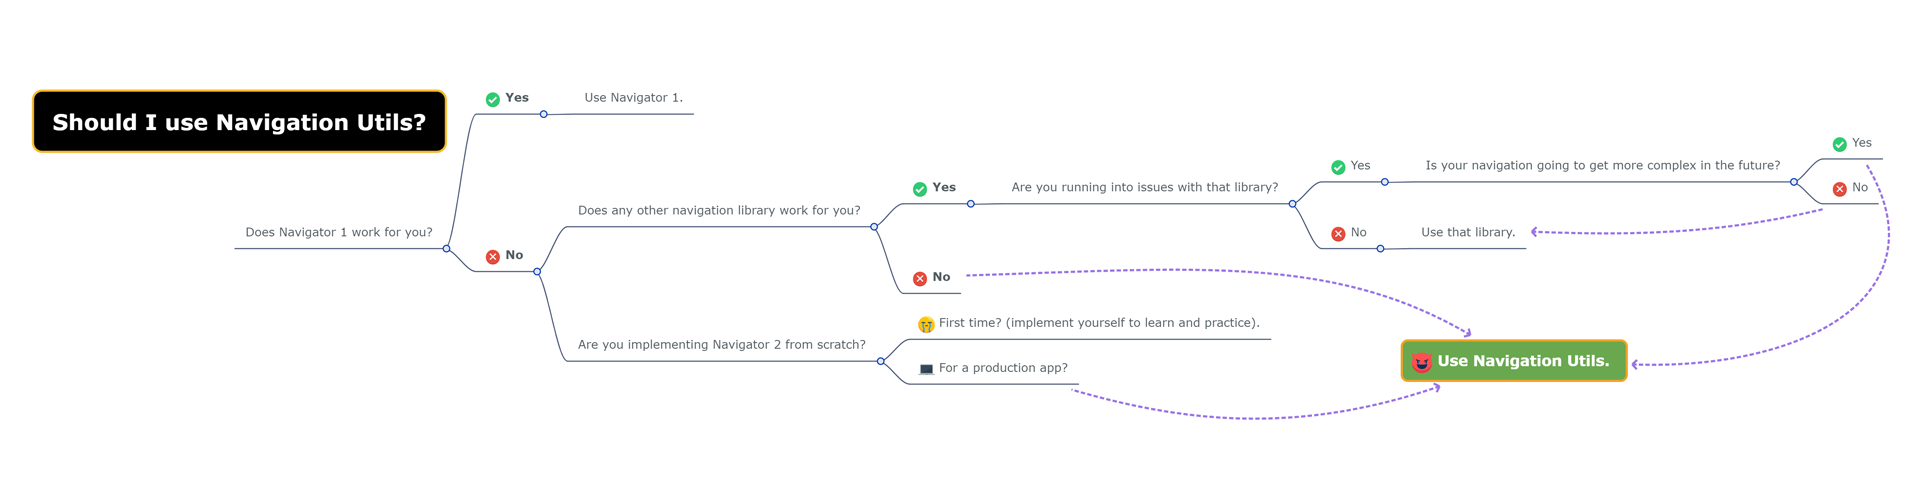 Should I use Navigation Utils?
Does Navigator 1 work for you?
Yes
Use Navigator 1.
No
Does any other navigation library work for you?
Yes
Are you running into issues with that library?
Yes
Is your navigation going to get more complex in the future?
Yes
No
No
Use that library.
No
Are you implementing Navigator 2 from scratch?
First time? (implement yourself to learn and practice).
For a production app?
Use Navigation Utils.